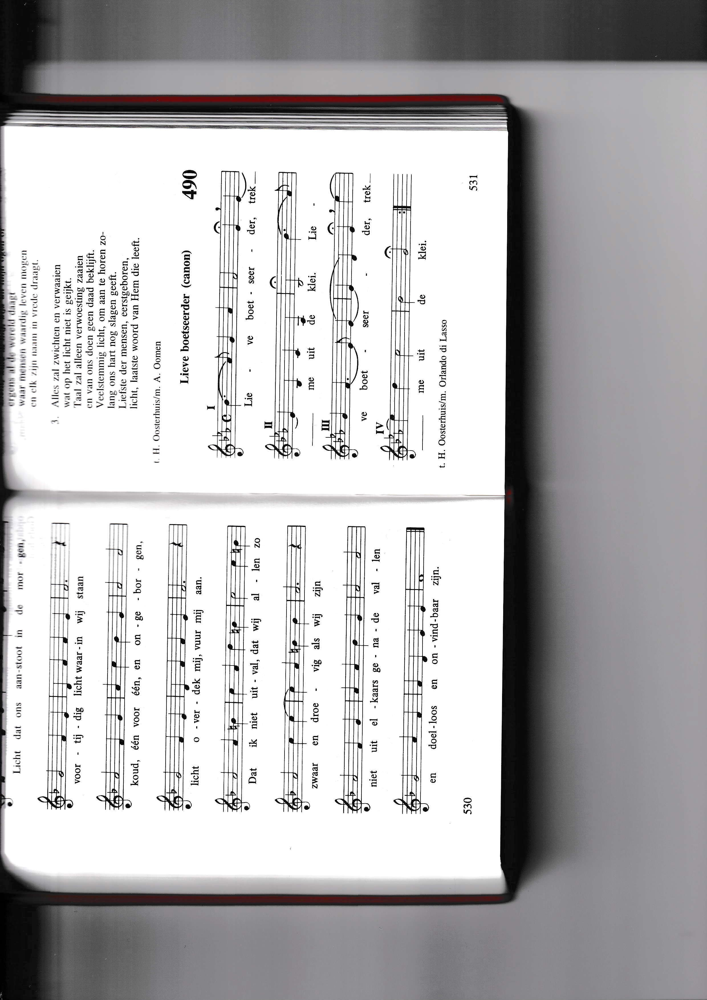 Licht dat ons aan-stoot in de mor-gen,
voor - tij - dig licht waar-in wij staan
koud, één voor één, en on - ge - bor - gen,
licht o - ver - dek mij, vuur mij aan.
Dat ik niet uit - val, dat wij al - len zo
zwaar en droe - vig als wij zijn
niet uit el - kaars ge - na - de val - len
en doel-loos en on - vind-baar zijn.
530
ergens al de wereld daagt
waar mensen waardig leven mogen
en elk zijn naam in vrede draagt.
3. Alles zal zwichten en verwaaien
wat op het licht niet is geijkt.
Taal zal alleen verwoesting zaaien
en van ons doen geen daad beklijft.
Veelstemmig licht, om aan te horen zo-
lang ons hart nog slagen geeft.
Liefste der mensen, eerstgeboren,
licht, laatste woord van Hem die leeft.
t. H. Oosterhuis/m. A. Oomen
Lieve boetseerder (canon) 490
I
Lie - ve boet - seer - der, trek
II
me uit de klei. Lie -
III
ve boet - seer - der, trek
IV
me uit de klei.
t. H. Oosterhuis/m. Orlando di Lasso
531